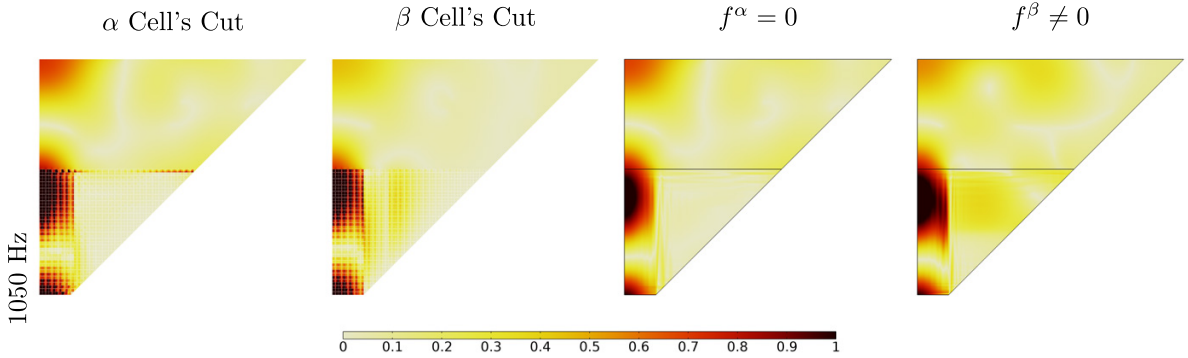 α Cell's Cut
β Cell's Cut
f^α = 0
f^β ≠ 0
1050 Hz
0 0.1 0.2 0.3 0.4 0.5 0.6 0.7 0.8 0.9 1